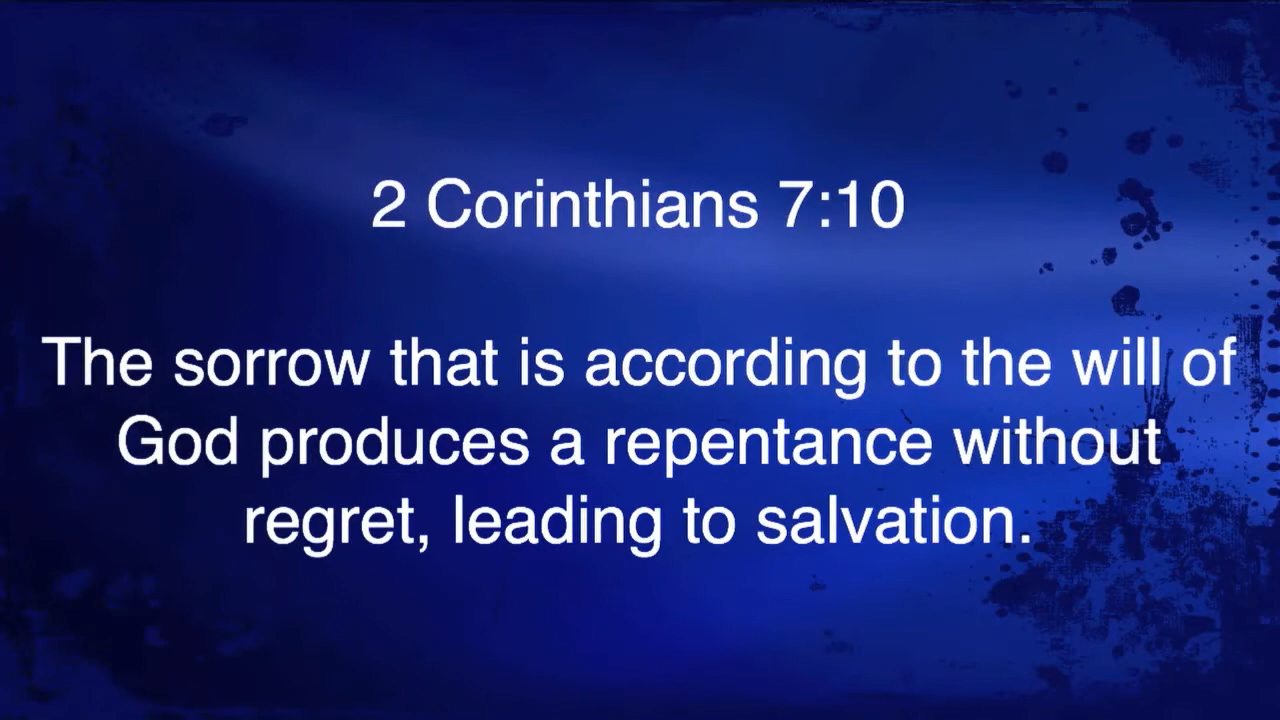 2 Corinthians 7:10
The sorrow that is according to the will of
God produces a repentance without
regret, leading to salvation.